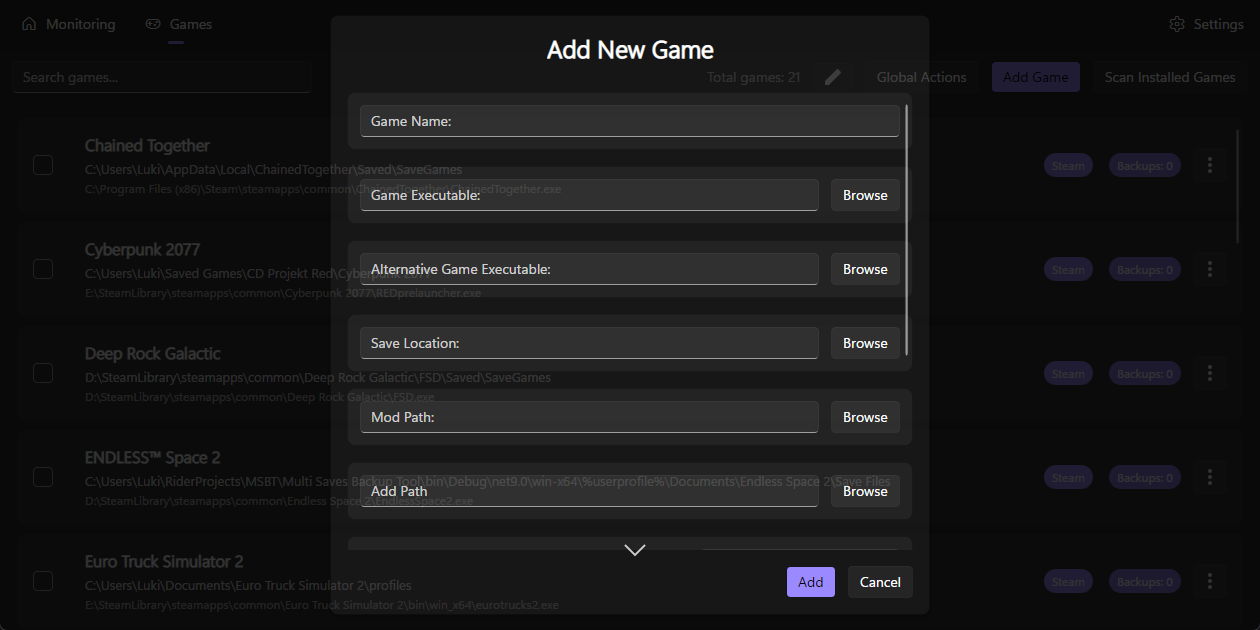 Monitoring
Games
Settings
Add New Game
Search games...
Total games: 21
Global Actions
Add Game
Scan Installed Games
Game Name:
Chained Together
C:\Users\Luki\AppData\Local\ChainedTogether\Saved\SaveGames
C:\Program Files (x86)\Steam\steamapps\common\ChainedTogether\ChainedTogether.exe
Steam
Backups: 0
Game Executable:
Browse
Cyberpunk 2077
C:\Users\Luki\Saved Games\CD Projekt Red\Cyberpunk 2077
E:\SteamLibrary\steamapps\common\Cyberpunk 2077\REDprelauncher.exe
Steam
Backups: 0
Alternative Game Executable:
Browse
Save Location:
Browse
Deep Rock Galactic
D:\SteamLibrary\steamapps\common\Deep Rock Galactic\FSD\Saved\SaveGames
D:\SteamLibrary\steamapps\common\Deep Rock Galactic\FSD.exe
Steam
Backups: 0
Mod Path:
Browse
ENDLESS™ Space 2
C:\Users\Luki\RiderProjects\MSBT\Multi Saves Backup Tool\bin\Debug\net9.0\win-x64\%userprofile%\Documents\Endless Space 2\Save Files
D:\SteamLibrary\steamapps\common\Endless Space 2\EndlessSpace2.exe
Steam
Backups: 0
Add Path
Browse
Euro Truck Simulator 2
C:\Users\Luki\Documents\Euro Truck Simulator 2\profiles
E:\SteamLibrary\steamapps\common\Euro Truck Simulator 2\bin\win_x64\eurotrucks2.exe
Steam
Backups: 0
Add
Cancel